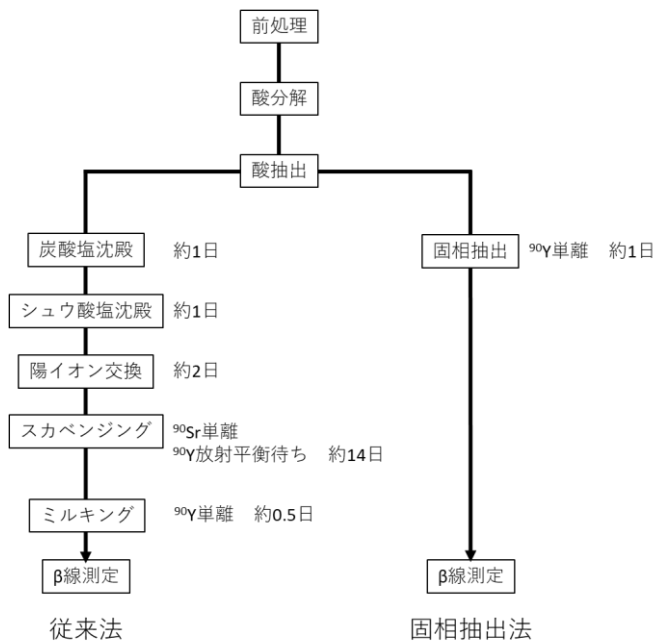 前処理
酸分解
酸抽出
炭酸塩沈殿 約1日
シュウ酸塩沈殿 約1日
陽イオン交換 約2日
スカベンジング ⁹⁰Sr単離
⁹⁰Y放射平衡待ち 約14日
ミルキング ⁹⁰Y単離 約0.5日
β線測定
従来法
固相抽出 ⁹⁰Y単離 約1日
β線測定
固相抽出法